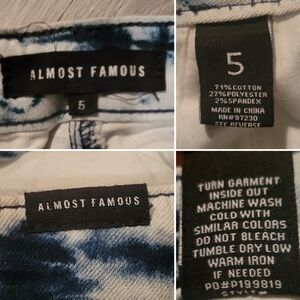 ALMOST FAMOUS
5
5
71%COTTON
27%POLYESTER
2%SPANDEX
MADE IN CHINA
RN#97230
SEE REVERSE
ALMOST FAMOUS
TURN GARMENT
INSIDE OUT
MACHINE WASH
COLD WITH
SIMILAR COLORS
DO NOT BLEACH
TUMBLE DRY LOW
WARM IRON
IF NEEDED
PO#P199819